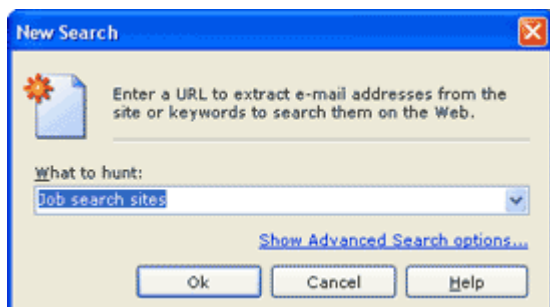 New Search
Enter a URL to extract e-mail addresses from the
site or keywords to search them on the Web.
What to hunt:
Job search sites
Show Advanced Search options...
Ok Cancel Help